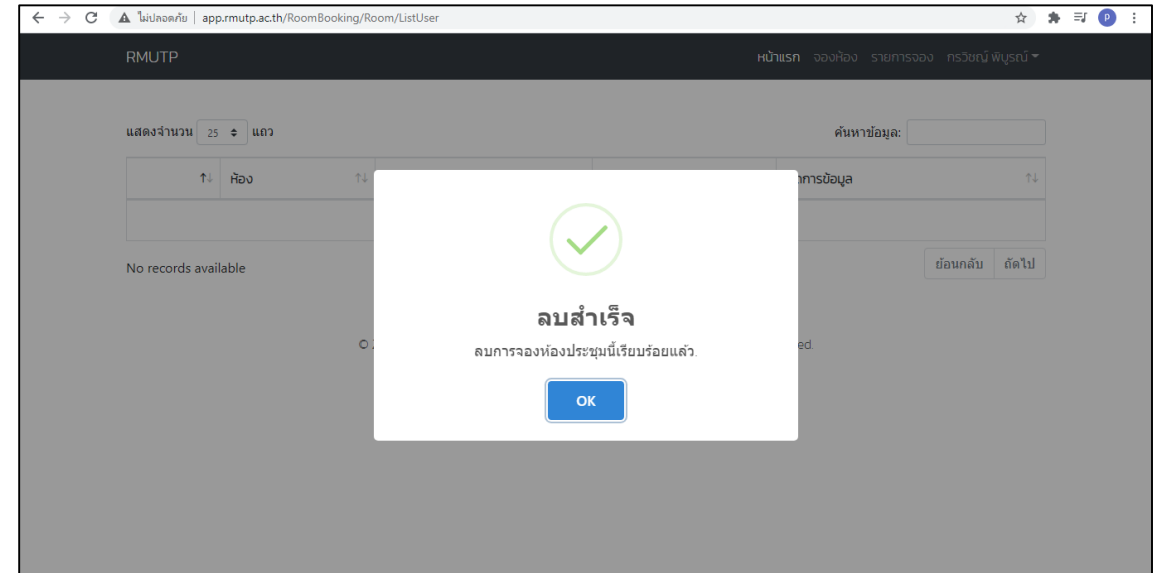 ไม่ปลอดภัย | app.rmutp.ac.th/RoomBooking/Room/ListUser
P
RMUTP หน้าแรก จองห้อง รายการจอง กรวิชญ์ พิบูรณ์
แสดงจำนวน 25 แถว ค้นหาข้อมูล:
ห้อง การข้อมูล
No records available ย้อนกลับ ถัดไป
ลบสำเร็จ
© ed.
ลบการจองห้องประชุมนี้เรียบร้อยแล้ว.
OK